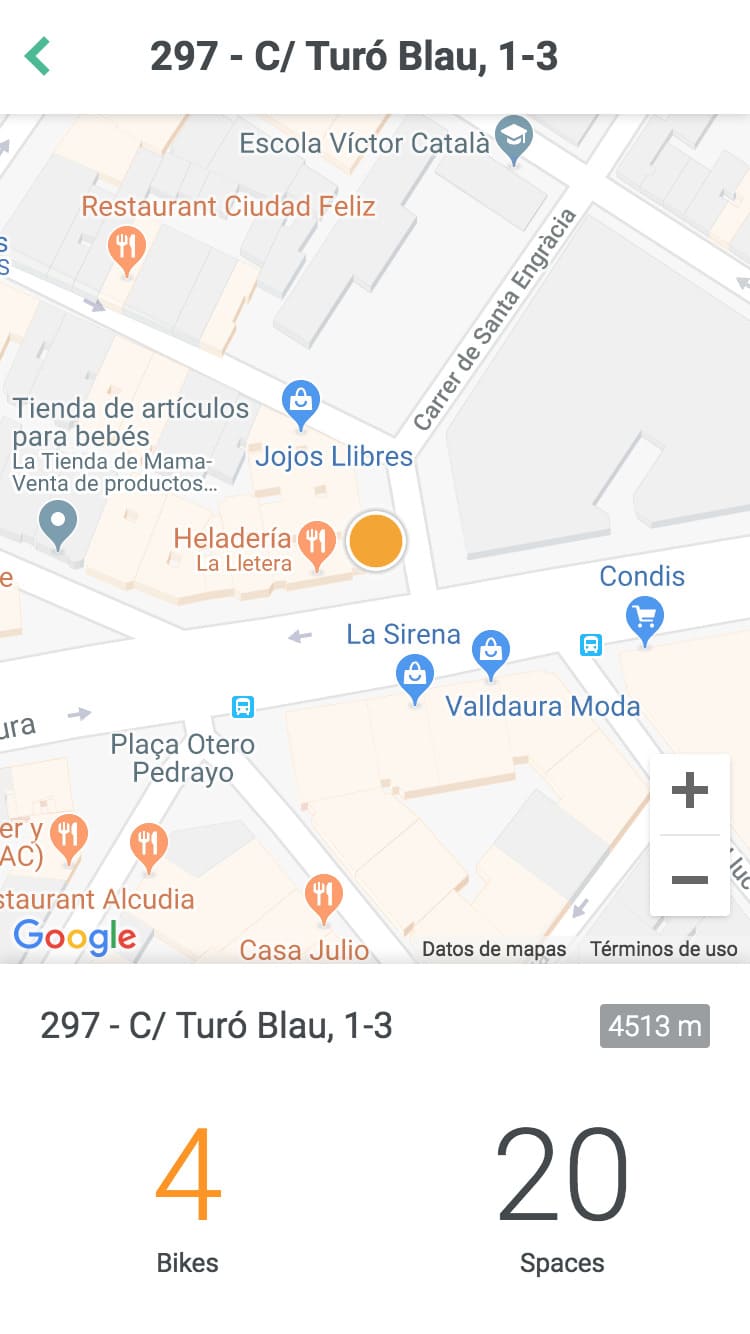 297 - C/ Turó Blau, 1-3
Escola Víctor Català
Restaurant Ciudad Feliz
s
s
Carrer de Santa Engràcia
Tienda de artículos
para bebés
La Tienda de Mama-
Venta de productos...
Jojos Llibres
Heladería
La Lletera
e
Condis
La Sirena
Valldaura Moda
ura
Plaça Otero
Pedrayo
er y
AC)
staurant Alcudia
Casa Julio
Google
Datos de mapas
Términos de uso
297 - C/ Turó Blau, 1-3
4513 m
4
20
Bikes
Spaces